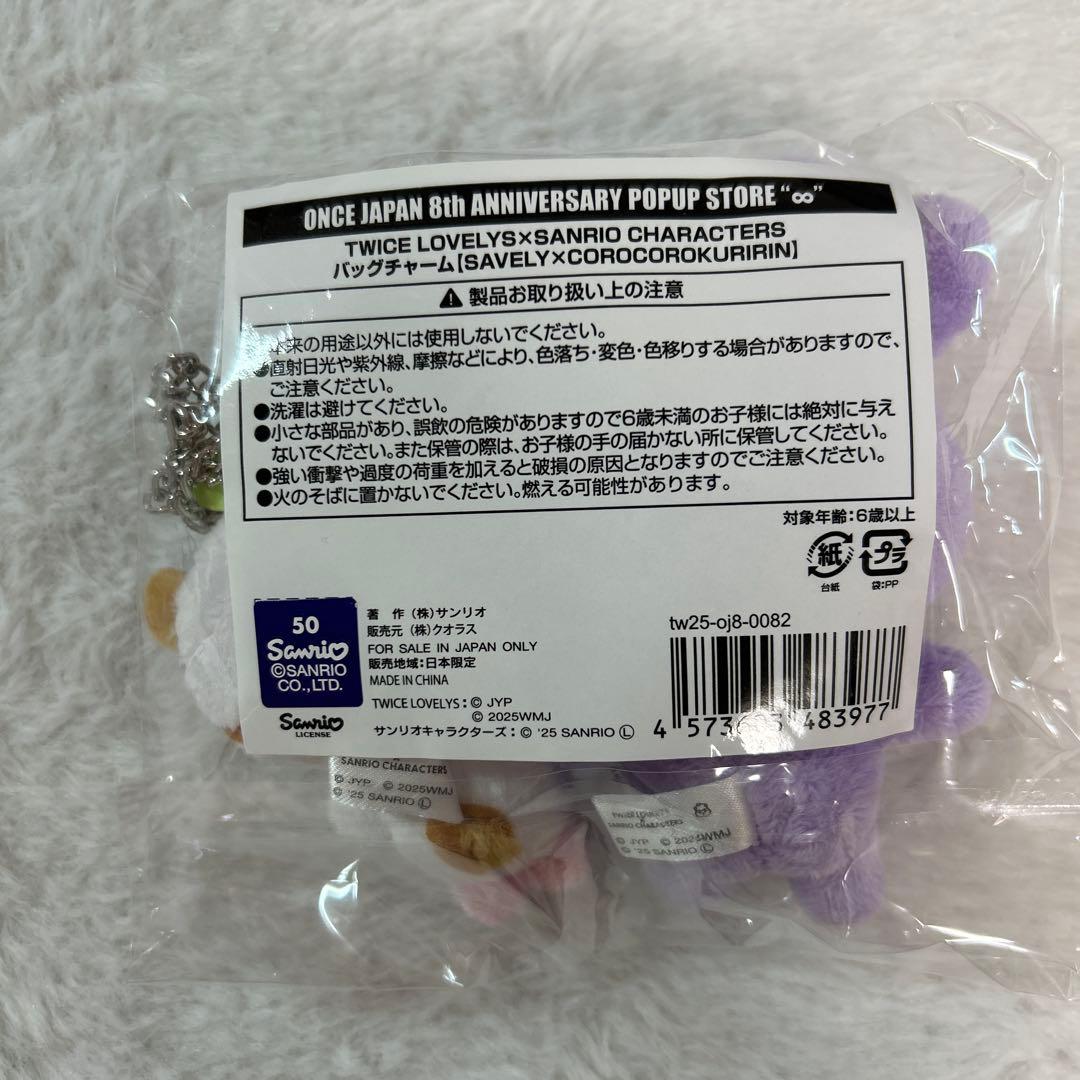 ONCE JAPAN 8th ANNIVERSARY POPUP STORE “∞”
TWICE LOVELYS×SANRIO CHARACTERS
バッグチャーム【SAVELY×COROCOROKURIRIN】
製品お取り扱い上の注意
本来の用途以外には使用しないでください。
●直射日光や紫外線、摩擦などにより、色落ち・変色・色移りする場合がありますので、
ご注意ください。
●洗濯は避けてください。
●小さな部品があり、誤飲の危険がありますので6歳未満のお子様には絶対に与え
ないでください。また保管の際は、お子様の手の届かない所に保管してください。
●強い衝撃や過度の荷重を加えると破損の原因となりますのでご注意ください。
●火のそばに置かないでください。燃える可能性があります。
対象年齢:6歳以上
紙 プラ
台紙 袋:PP
50
Sanrio
©SANRIO
CO.,LTD.
Sanrio
LICENSE
著 作 (株)サンリオ
販売元 (株)クオラス
FOR SALE IN JAPAN ONLY
販売地域:日本限定
MADE IN CHINA
TWICE LOVELYS:© JYP
© 2025WMJ
サンリオキャラクターズ:© '25 SANRIO Ⓛ
tw25-oj8-0082
483977
SANRIO CHARACTERS
© JYP © 2025WMJ
© '25 SANRIO Ⓛ
TWICE LOVELYS
×
SANRIO CHARACTERS
© JYP © 2025WMJ
© '25 SANRIO Ⓛ